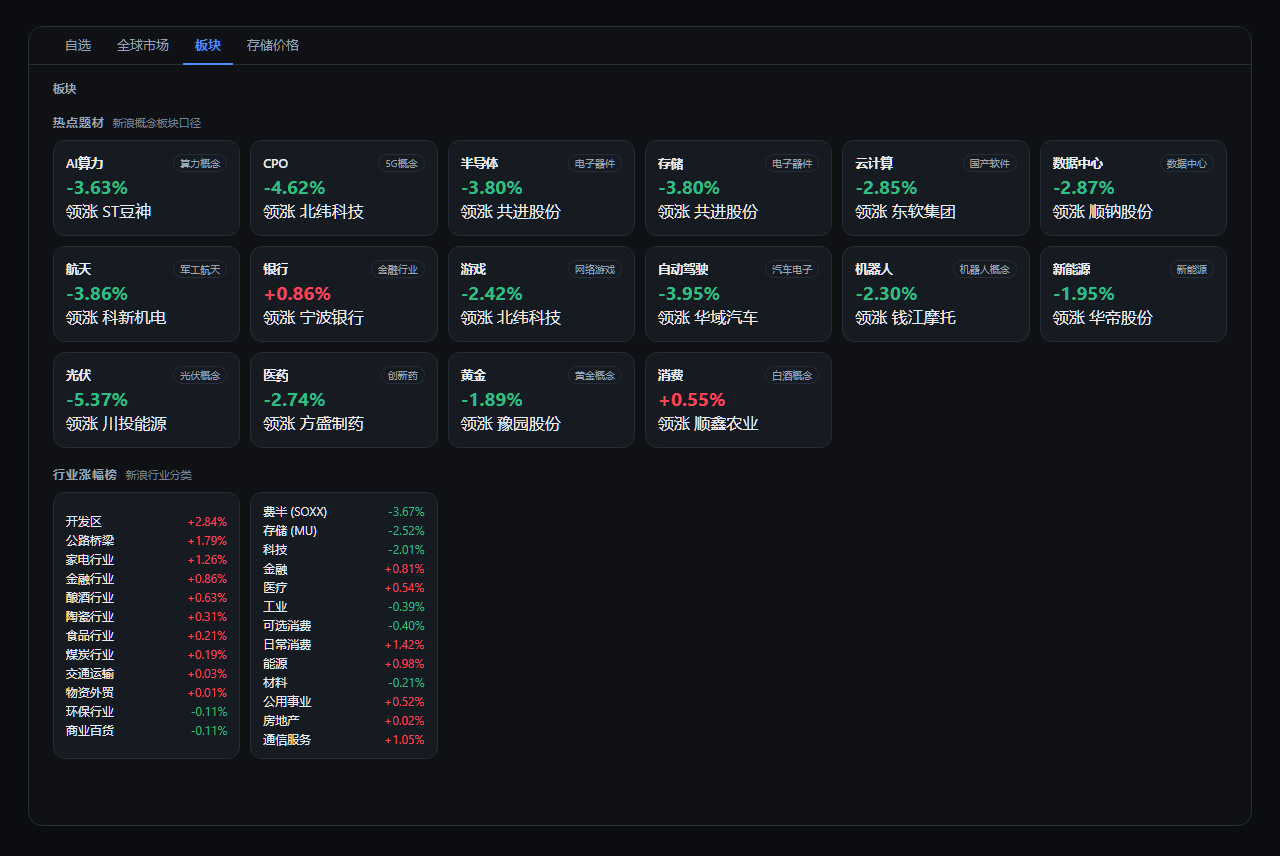 自选 全球市场 板块 存储价格
板块
热点题材 新浪概念板块口径
AI算力 算力概念
-3.63%
领涨 ST豆神
CPO 5G概念
-4.62%
领涨 北纬科技
半导体 电子器件
-3.80%
领涨 共进股份
存储 电子器件
-3.80%
领涨 共进股份
云计算 国产软件
-2.85%
领涨 东软集团
数据中心 数据中心
-2.87%
领涨 顺钠股份
航天 军工航天
-3.86%
领涨 科新机电
银行 金融行业
+0.86%
领涨 宁波银行
游戏 网络游戏
-2.42%
领涨 北纬科技
自动驾驶 汽车电子
-3.95%
领涨 华域汽车
机器人 机器人概念
-2.30%
领涨 钱江摩托
新能源 新能源
-1.95%
领涨 华帝股份
光伏 光伏概念
-5.37%
领涨 川投能源
医药 创新药
-2.74%
领涨 方盛制药
黄金 黄金概念
-1.89%
领涨 豫园股份
消费 白酒概念
+0.55%
领涨 顺鑫农业
行业涨幅榜 新浪行业分类
开发区 +2.84%
公路桥梁 +1.79%
家电行业 +1.26%
金融行业 +0.86%
酿酒行业 +0.63%
陶瓷行业 +0.31%
食品行业 +0.21%
煤炭行业 +0.19%
交通运输 +0.03%
物资外贸 +0.01%
环保行业 -0.11%
商业百货 -0.11%
费半 (SOXX) -3.67%
存储 (MU) -2.52%
科技 -2.01%
金融 +0.81%
医疗 +0.54%
工业 -0.39%
可选消费 -0.40%
日常消费 +1.42%
能源 +0.98%
材料 -0.21%
公用事业 +0.52%
房地产 +0.02%
通信服务 +1.05%